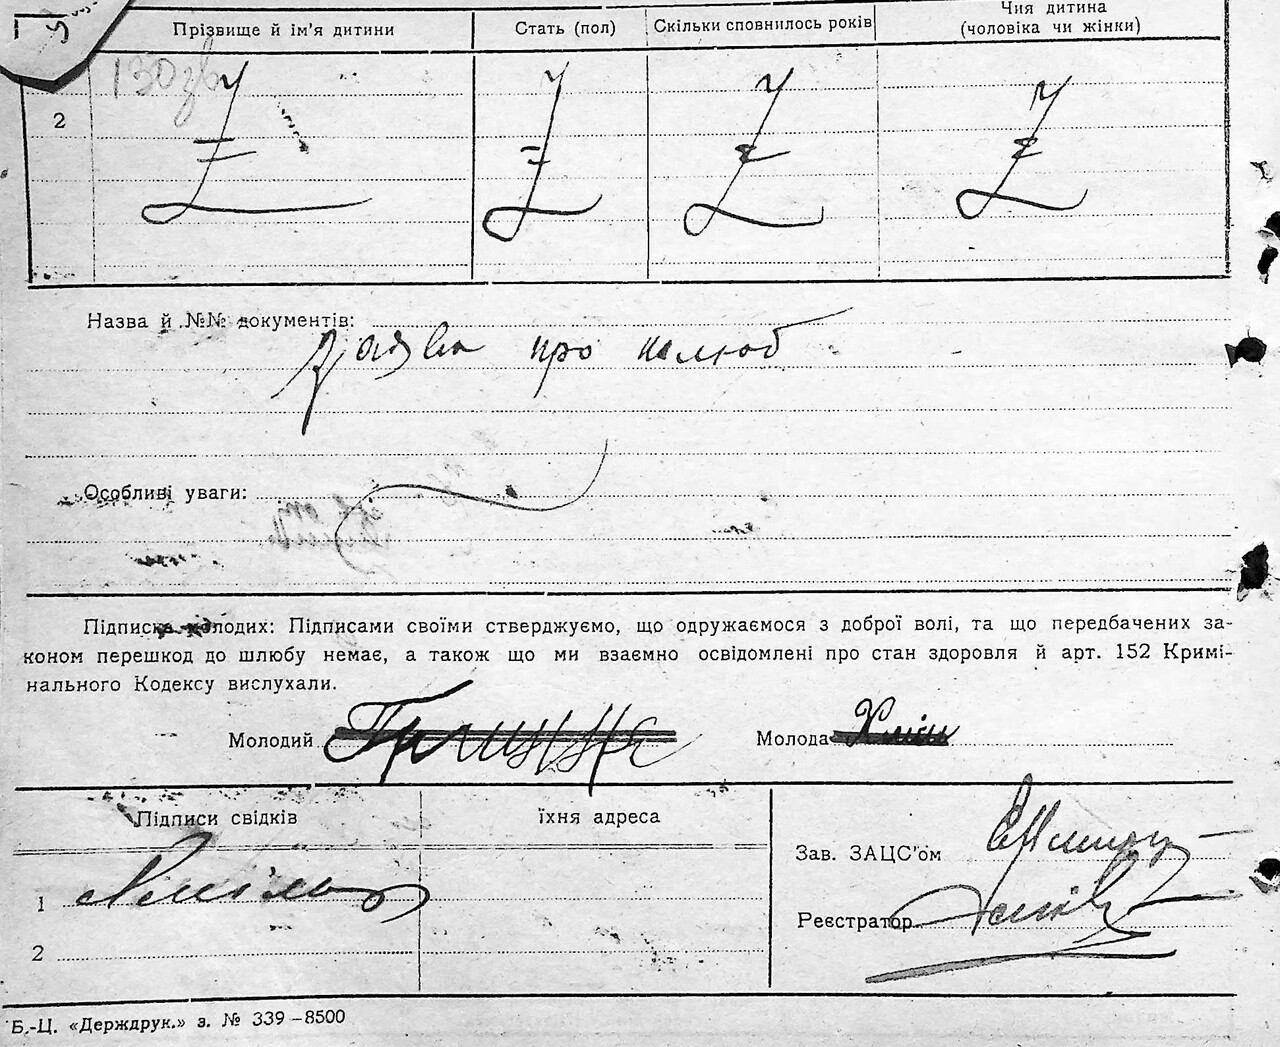 Прізвище й ім'я дитини
Стать (пол)
Скільки сповнилось років
Чия дитина
(чоловіка чи жінки)
2
Назва й №№ документів:
Заява про шлюб
Особливі уваги:
Підписка молодих: Підписами своїми стверджуємо, що одружаємося з доброї волі, та що передбачених за-
коном перешкод до шлюбу немає, а також що ми взаємно освідомлені про стан здоровля й арт. 152 Кримі-
нального Кодексу вислухали.
Молодий
Молода
Підписи свідків
їхня адреса
Зав. ЗАЦС'ом
1
Реєстратор
2
Б.-Ц. «Держдрук.» з. № 339-8500